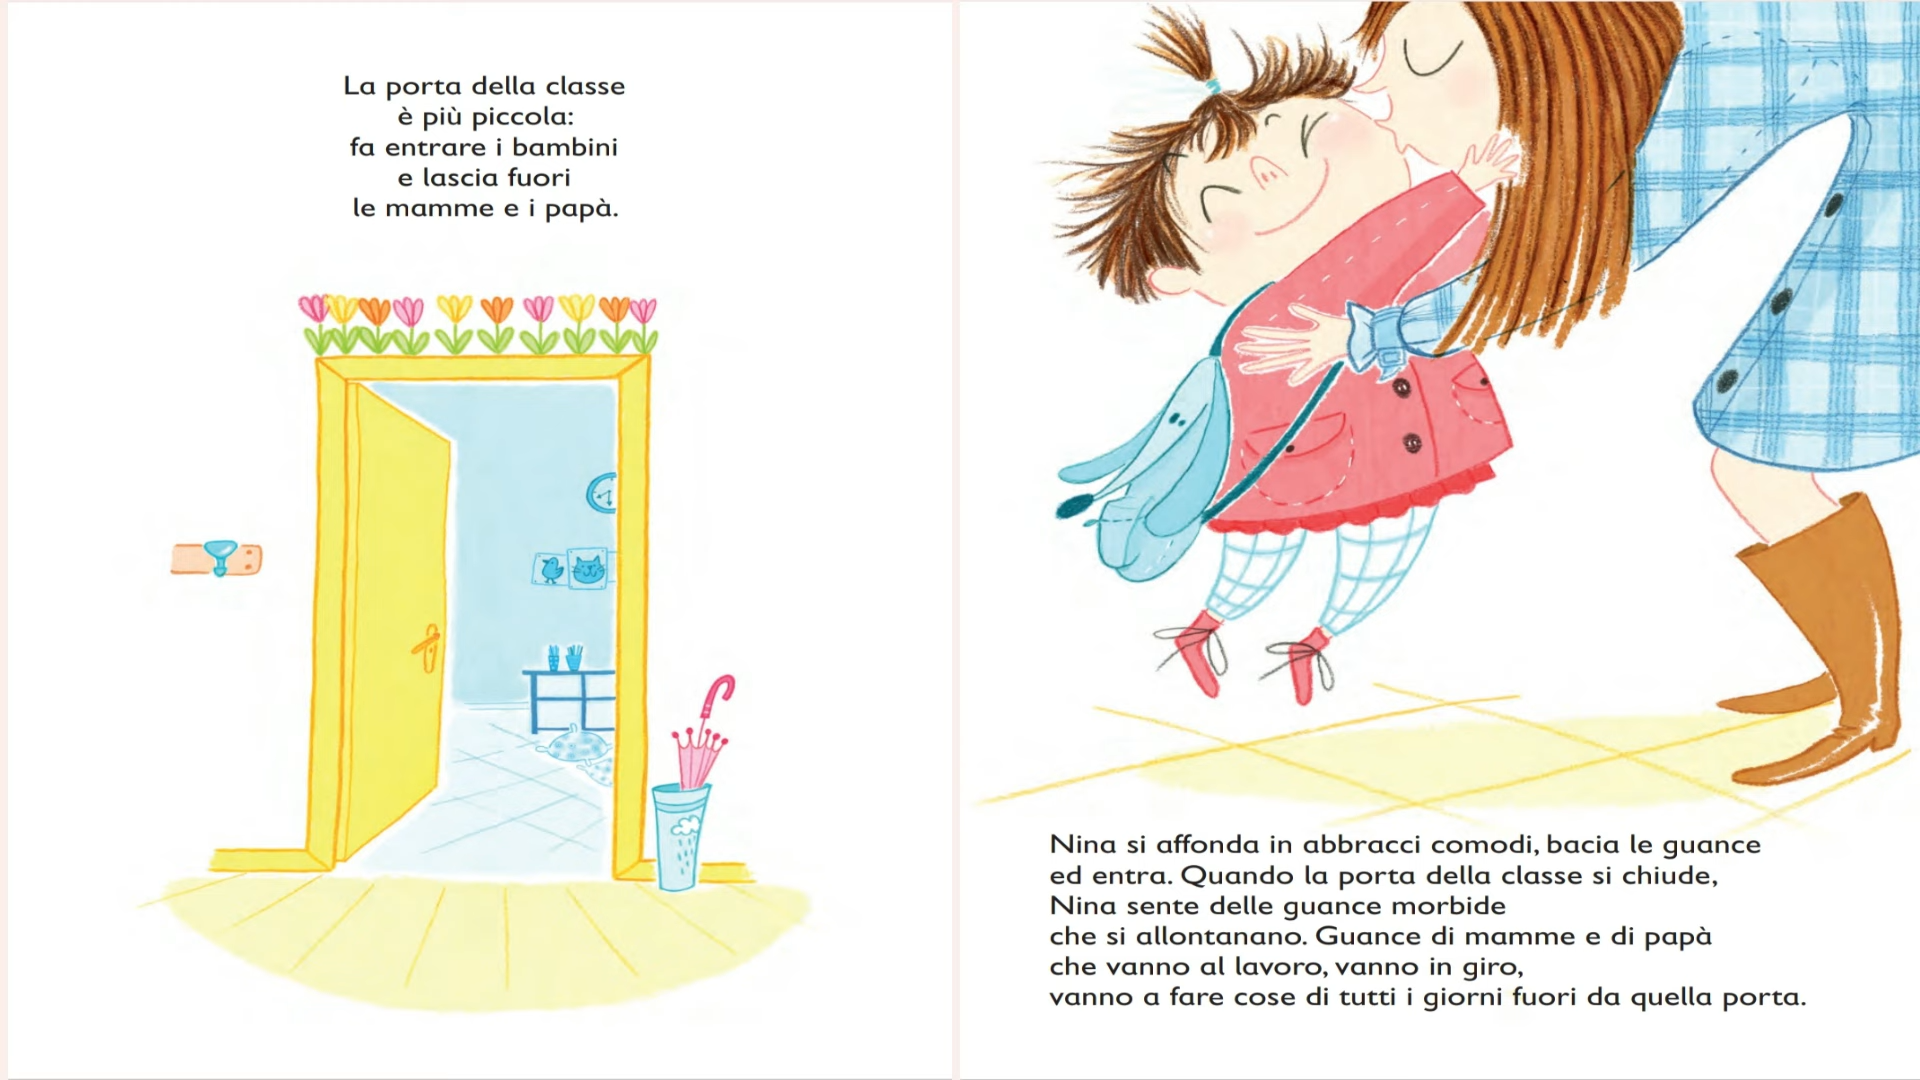 La porta della classe
è più piccola:
fa entrare i bambini
e lascia fuori
le mamme e i papà.
Nina si affonda in abbracci comodi, bacia le guance
ed entra. Quando la porta della classe si chiude,
Nina sente delle guance morbide
che si allontanano. Guance di mamme e di papà
che vanno al lavoro, vanno in giro,
vanno a fare cose di tutti i giorni fuori da quella porta.